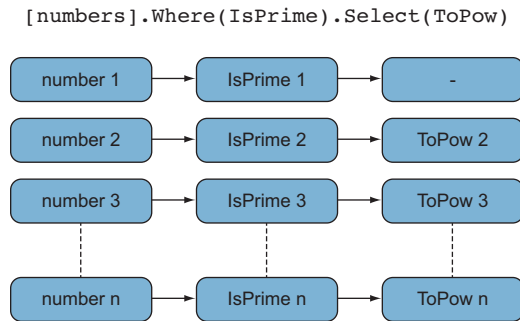 [numbers].Where(IsPrime).Select(ToPow)
number 1 IsPrime 1 -
number 2 IsPrime 2 ToPow 2
number 3 IsPrime 3 ToPow 3
number n IsPrime n ToPow n